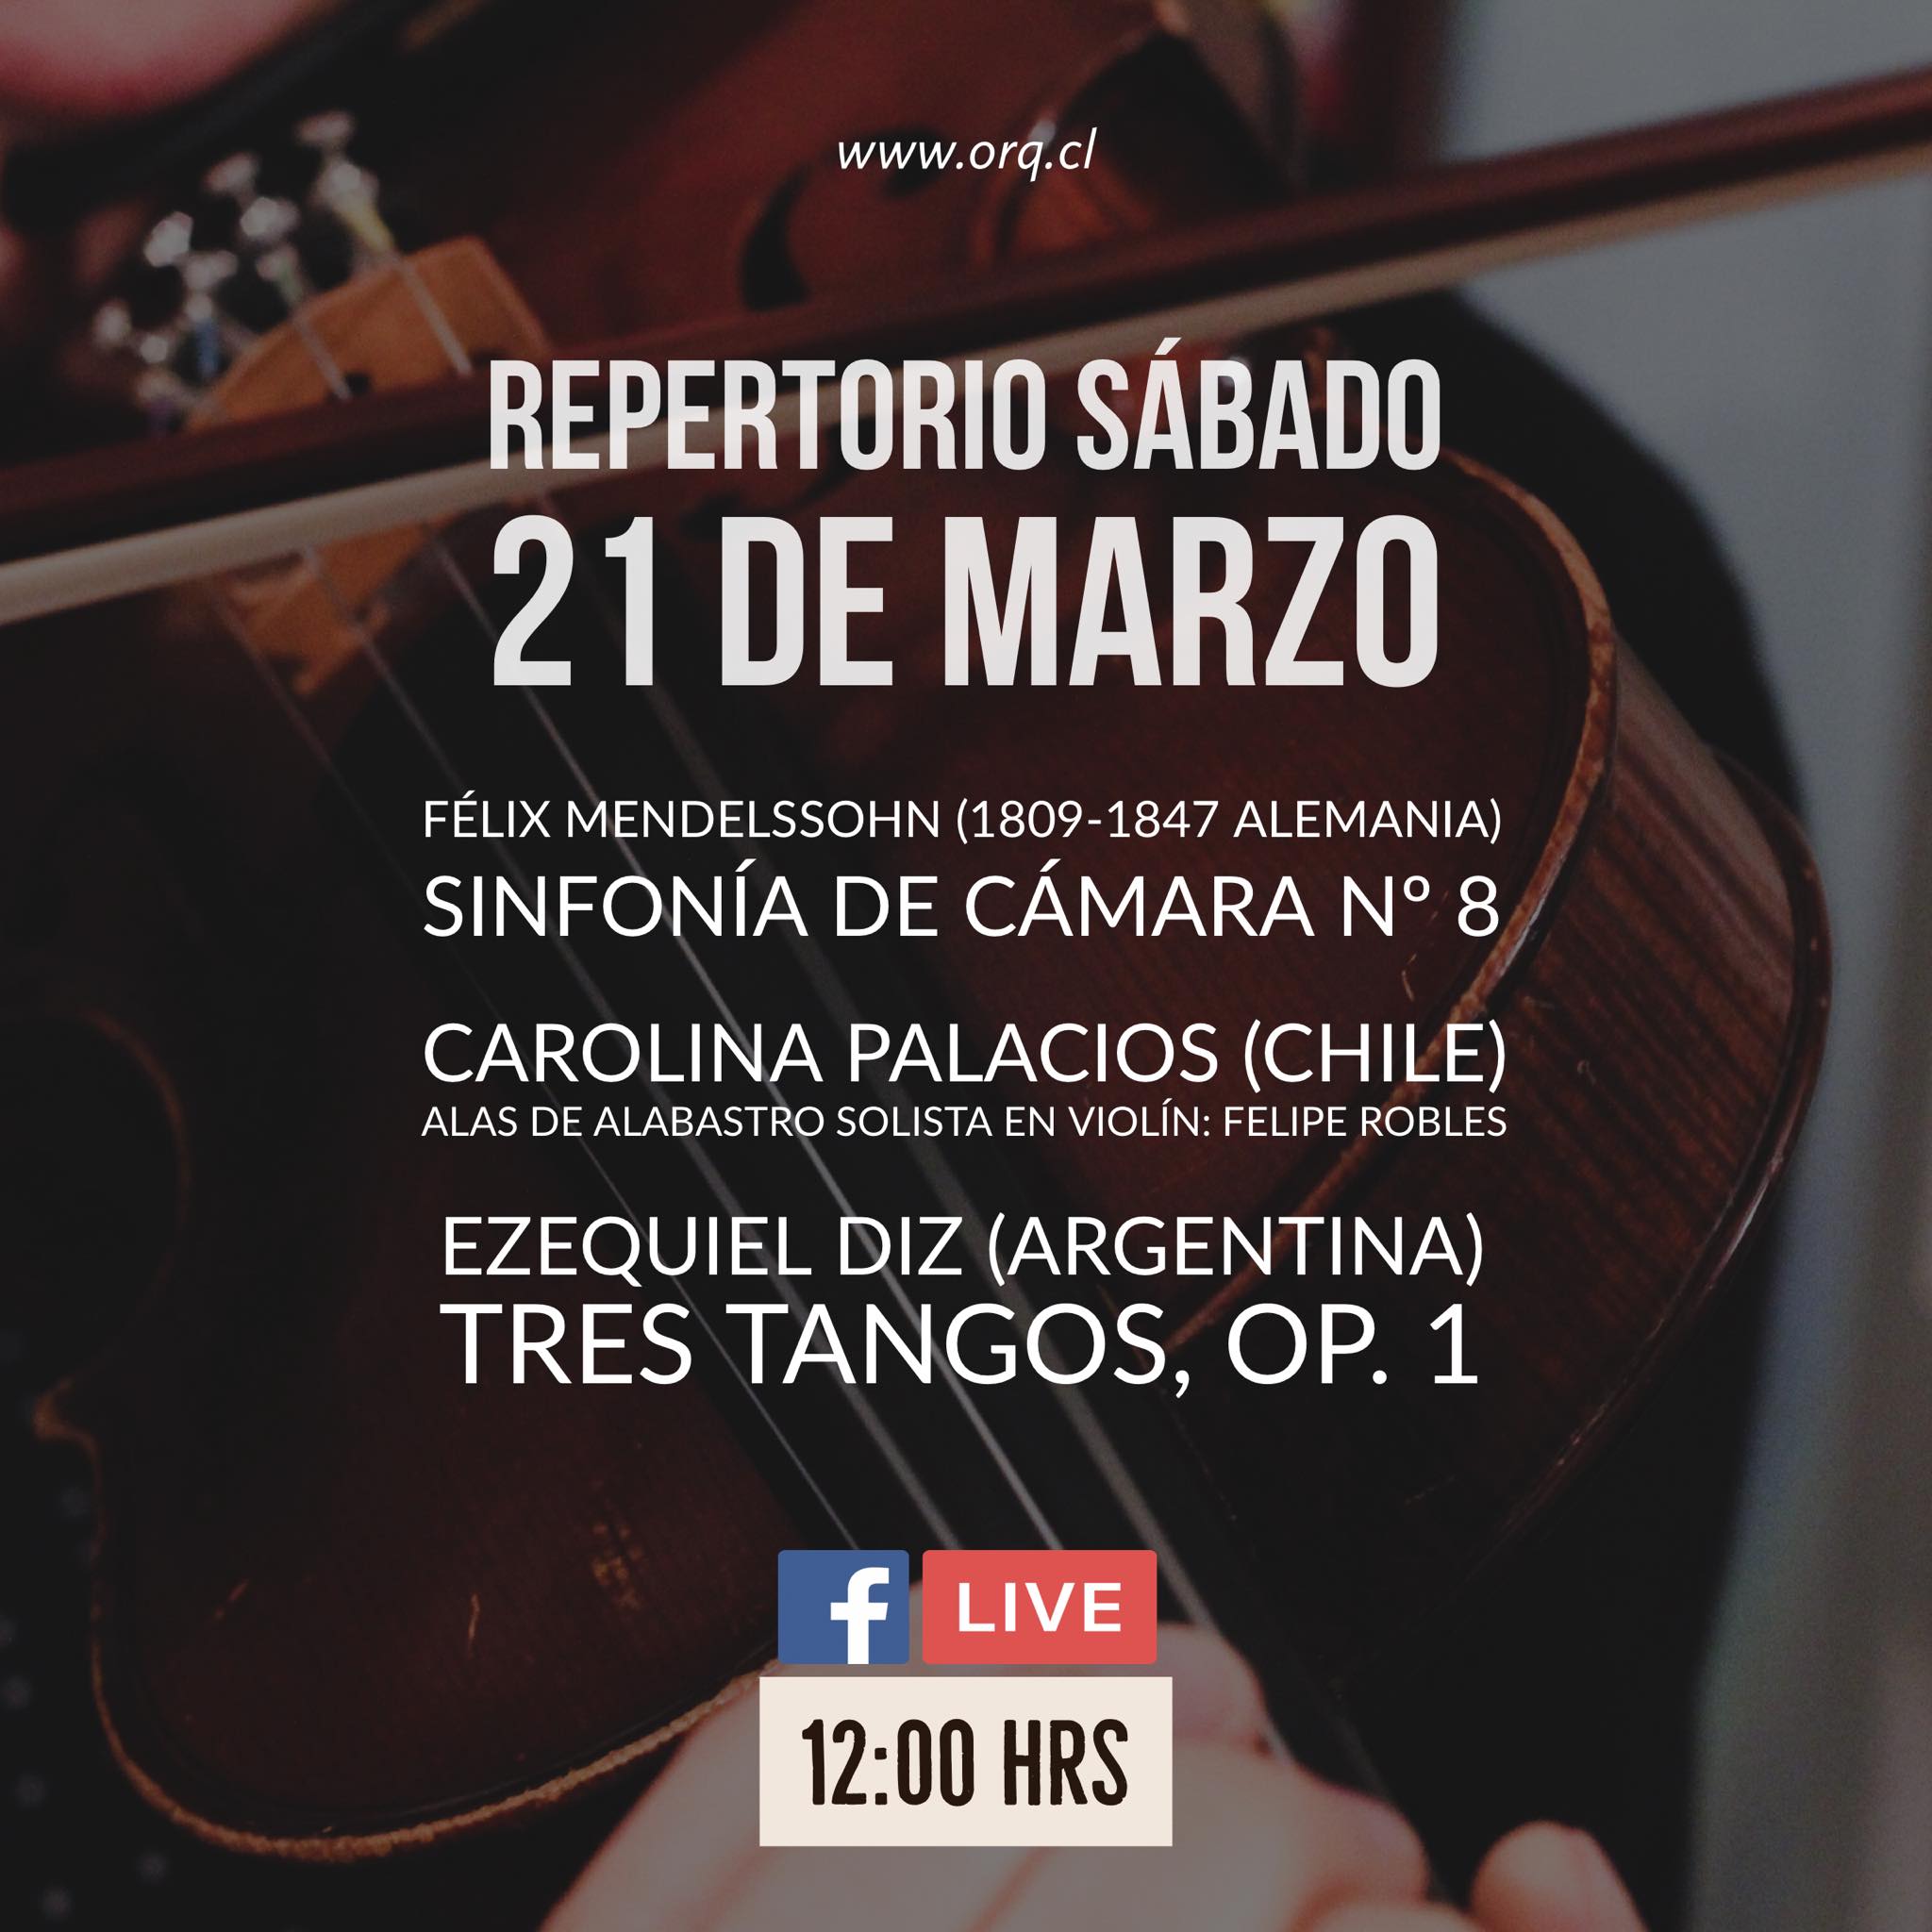 www.orq.cl
REPERTORIO SÁBADO
21 DE MARZO
FÉLIX MENDELSSOHN (1809-1847 ALEMANIA)
SINFONÍA DE CÁMARA Nº 8
CAROLINA PALACIOS (CHILE)
ALAS DE ALABASTRO SOLISTA EN VIOLÍN: FELIPE ROBLES
EZEQUIEL DIZ (ARGENTINA)
TRES TANGOS, OP. 1
f LIVE
12:00 HRS